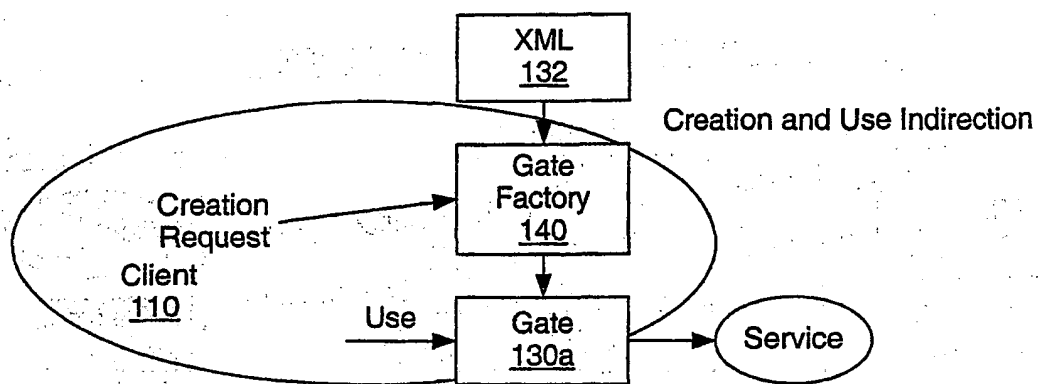 XML
132
Creation and Use Indirection
Gate
Factory
140
Creation
Request
Client
110
Use
Gate
130a
Service